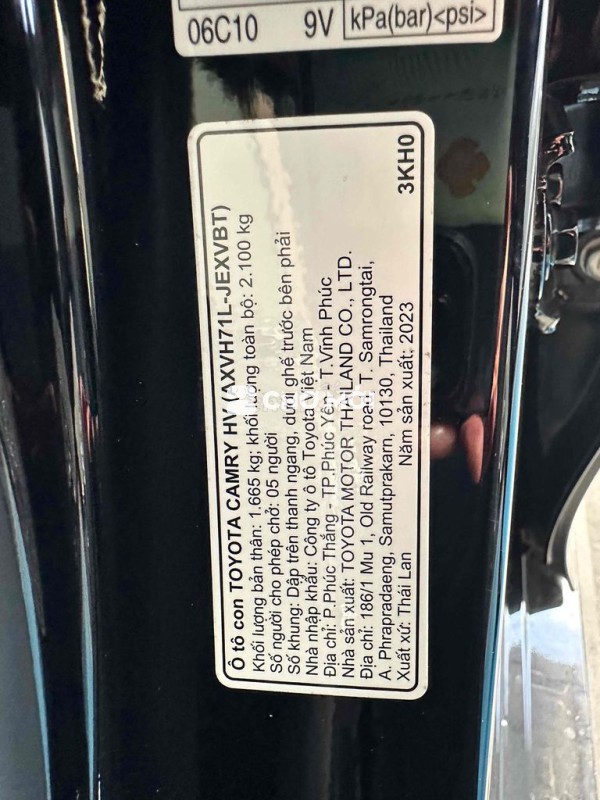 06C10 9V kPa(bar)<psi>
Ô tô con TOYOTA CAMRY HV (AXVH71L-JEXVBT)
Khối lượng bản thân: 1.665 kg; khối lượng toàn bộ: 2.100 kg
Số người cho phép chở: 05 người
Số khung: Dập trên thanh ngang, dưới ghế trước bên phải
Nhà nhập khẩu: Công ty ô tô Toyota Việt Nam
Địa chỉ: P.Phúc Thắng - TP.Phúc Yên - T.Vĩnh Phúc
Nhà sản xuất: TOYOTA MOTOR THAILAND CO., LTD.
Địa chỉ: 186/1 Mu 1, Old Railway road, T. Samrongtai,
A. Phrapradaeng, Samutprakarn, 10130, Thailand
Xuất xứ: Thái Lan Năm sản xuất: 2023 3KH0